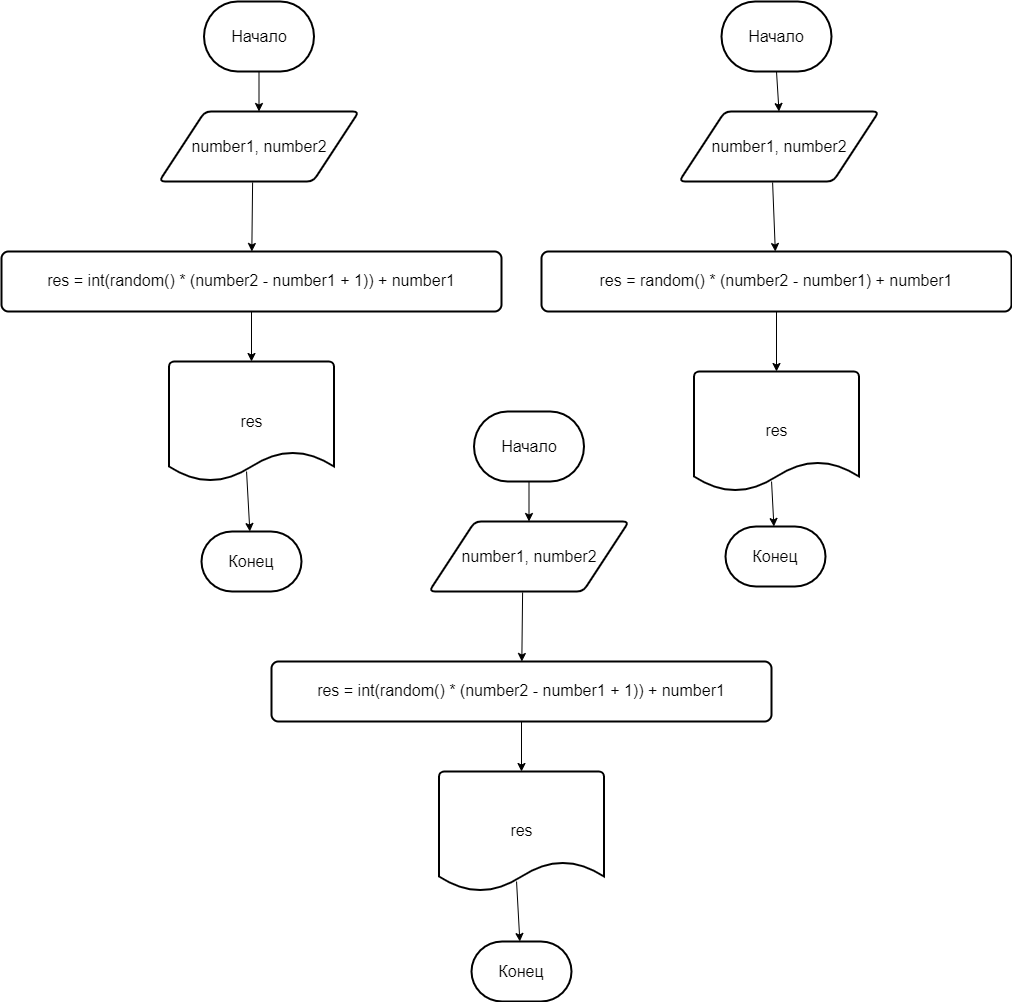 Начало
number1, number2
res = int(random() * (number2 - number1 + 1)) + number1
res
Конец
Начало
number1, number2
res = random() * (number2 - number1) + number1
res
Конец
Начало
number1, number2
res = int(random() * (number2 - number1 + 1)) + number1
res
Конец